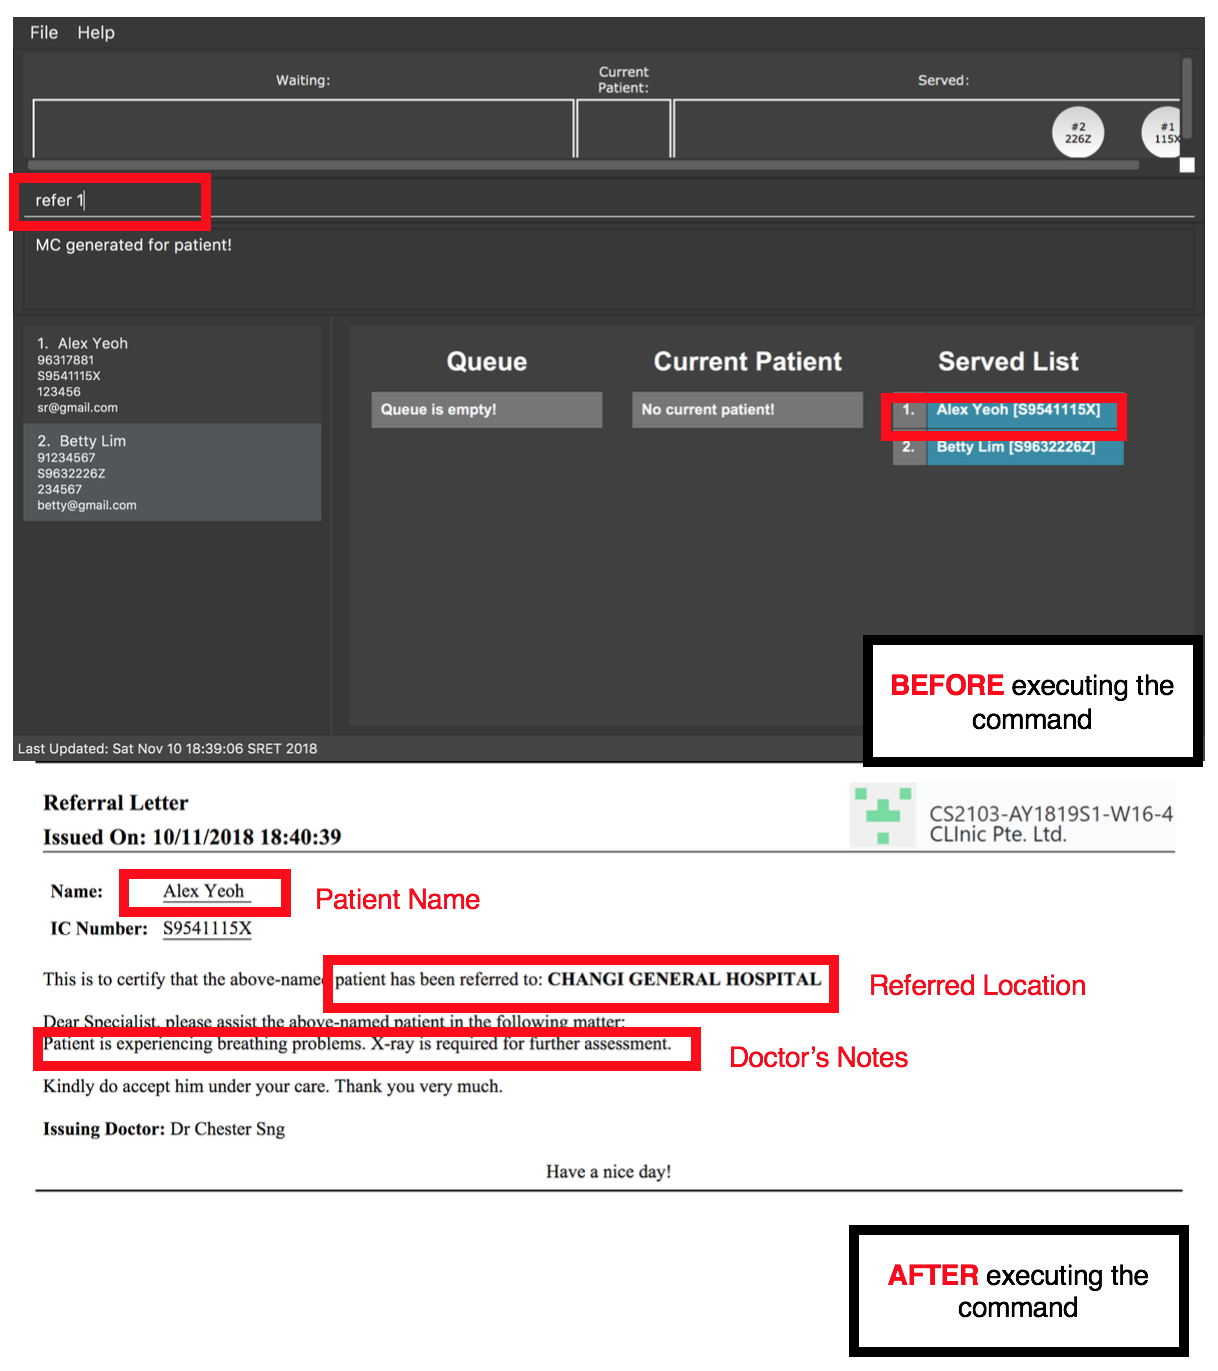 File Help
Waiting:
Current
Patient:
Served:
#2
226Z
#1
115X
refer 1
MC generated for patient!
1. Alex Yeoh
96317881
S9541115X
123456
sr@gmail.com
2. Betty Lim
91234567
S9632226Z
234567
betty@gmail.com
Queue
Current Patient
Served List
Queue is empty!
No current patient!
1. Alex Yeoh [S9541115X]
2. Betty Lim [S9632226Z]
BEFORE executing the
command
Last Updated: Sat Nov 10 18:39:06 SRET 2018
Referral Letter
Issued On: 10/11/2018 18:40:39
CS2103-AY1819S1-W16-4
CLInic Pte. Ltd.
Name: Alex Yeoh
Patient Name
IC Number: S9541115X
This is to certify that the above-named patient has been referred to: CHANGI GENERAL HOSPITAL
Referred Location
Dear Specialist, please assist the above-named patient in the following matter:
Patient is experiencing breathing problems. X-ray is required for further assessment.
Doctor's Notes
Kindly do accept him under your care. Thank you very much.
Issuing Doctor: Dr Chester Sng
Have a nice day!
AFTER executing the
command